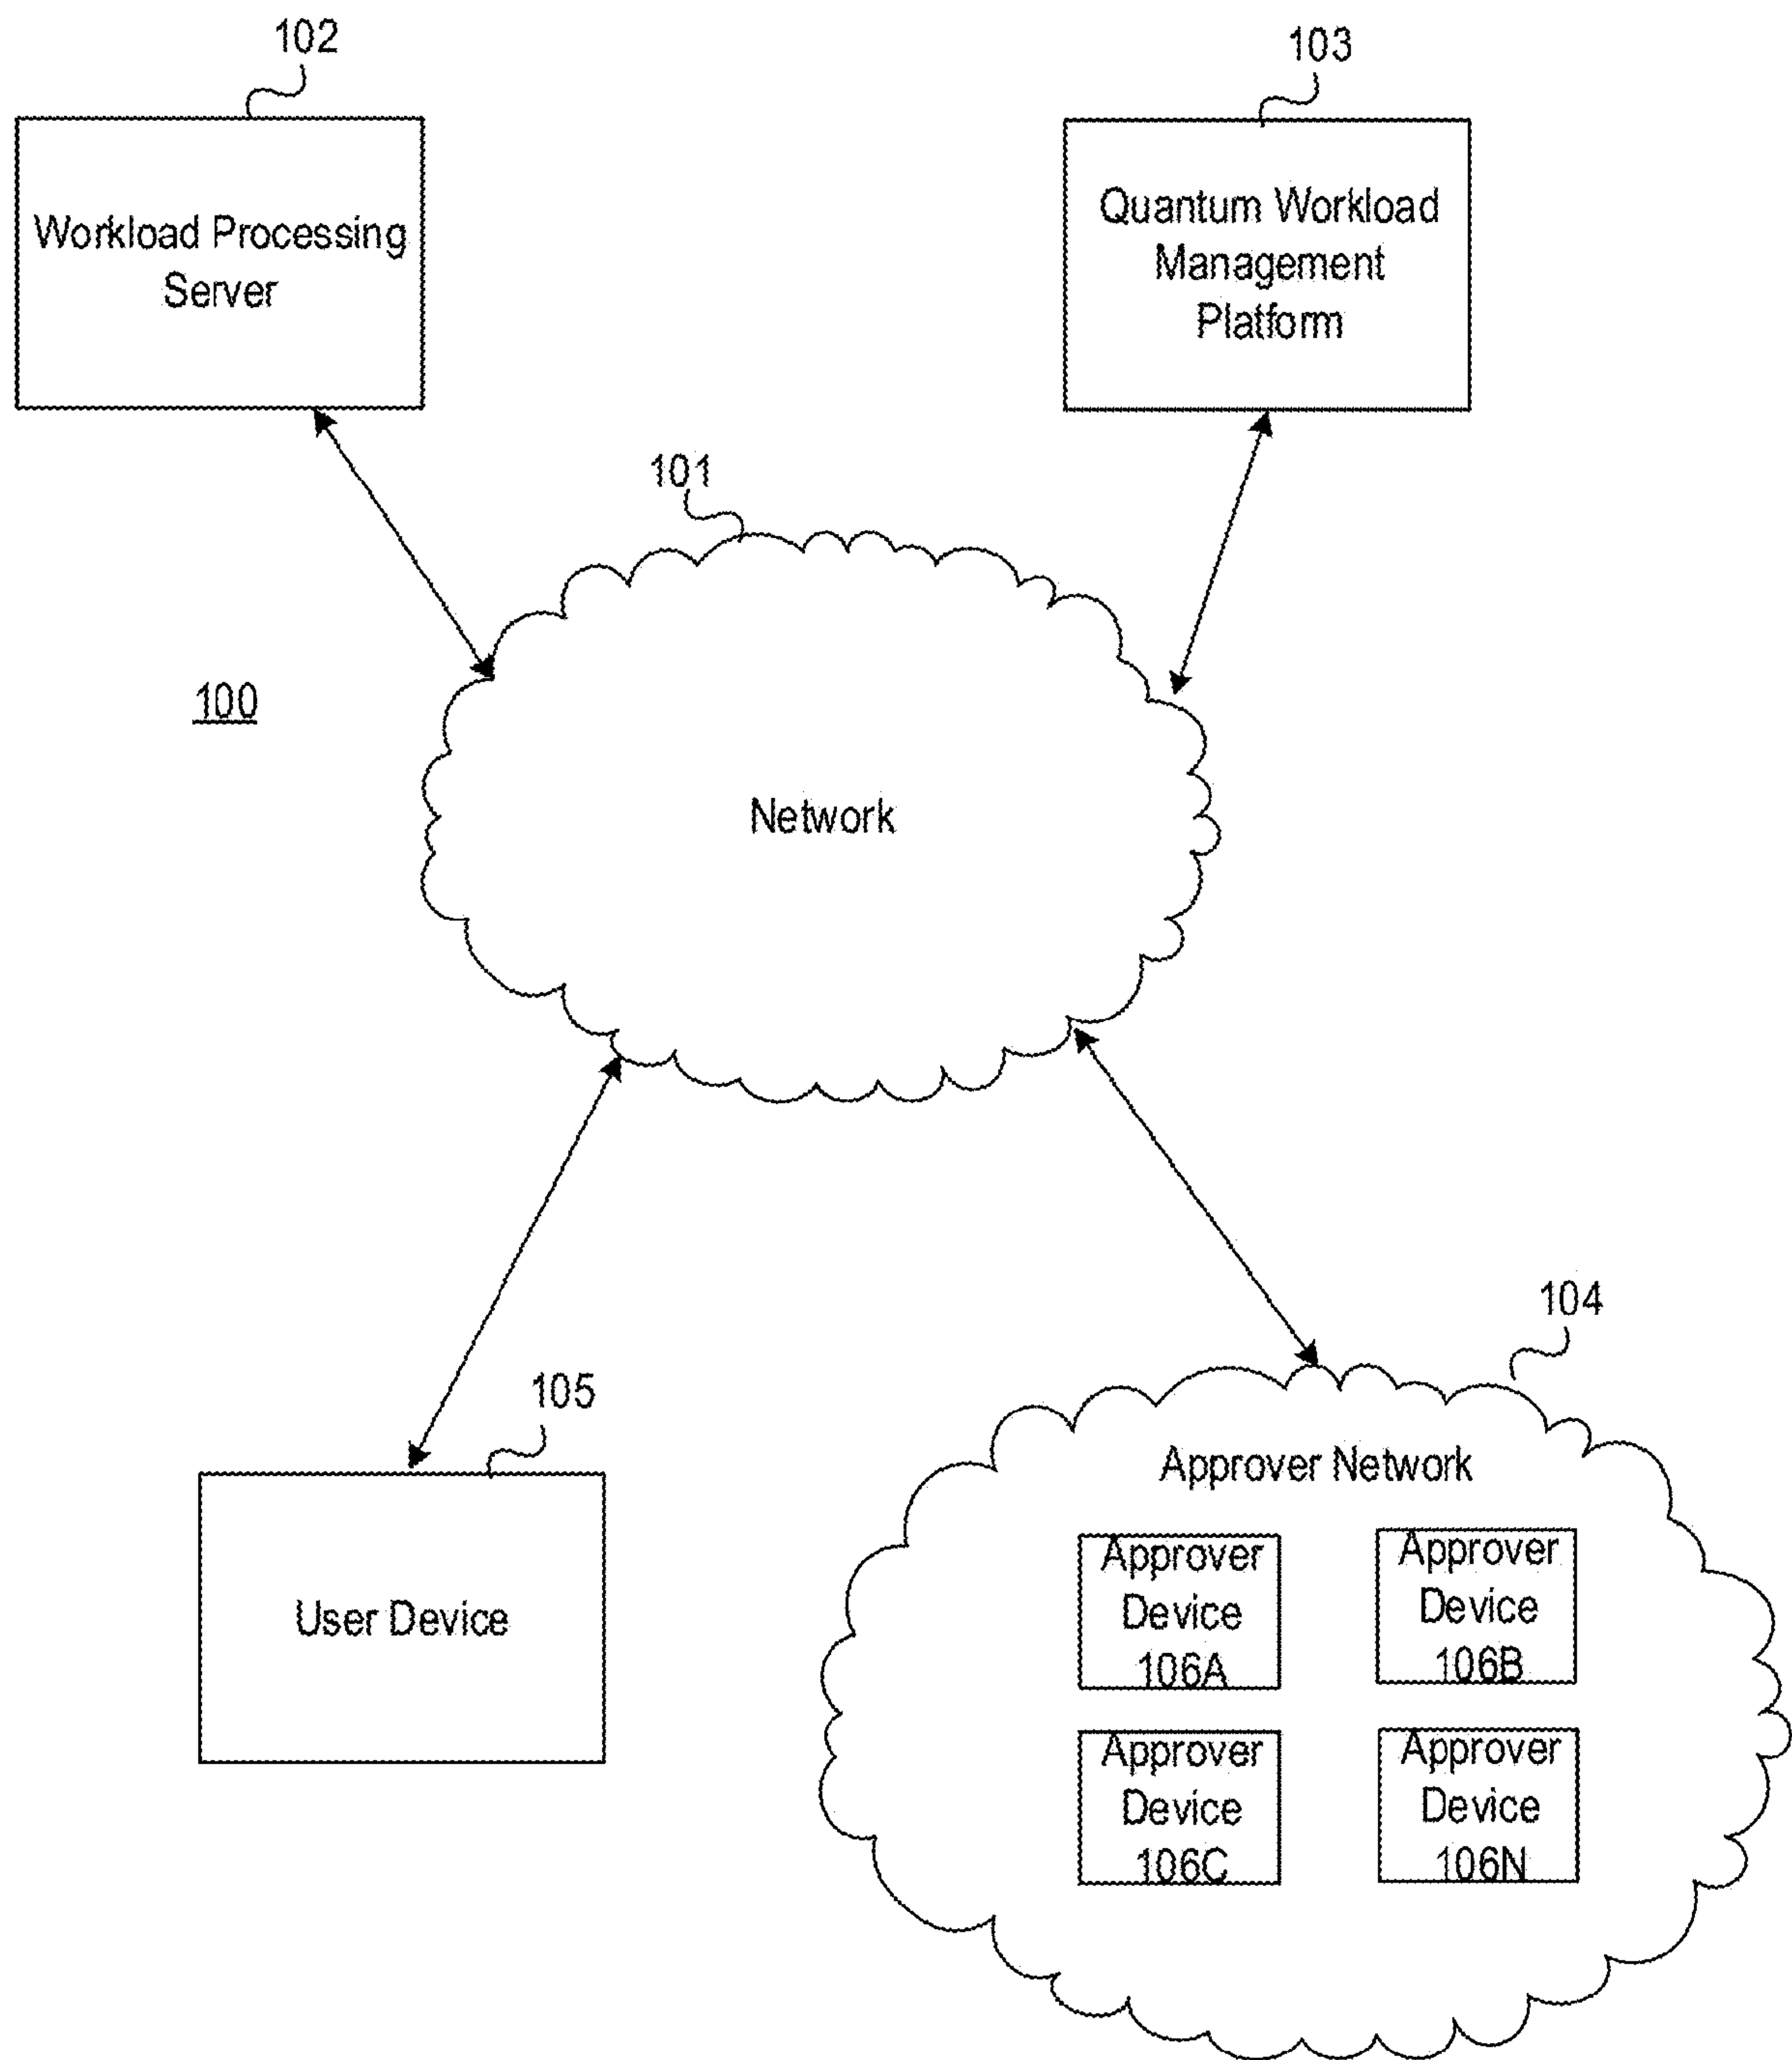 102
103
Workload Processing
Server
Quantum Workload
Management
Platform
101
100
Network
104
105
Approver Network
User Device
Approver
Device
106A
Approver
Device
106B
Approver
Device
106C
Approver
Device
106N